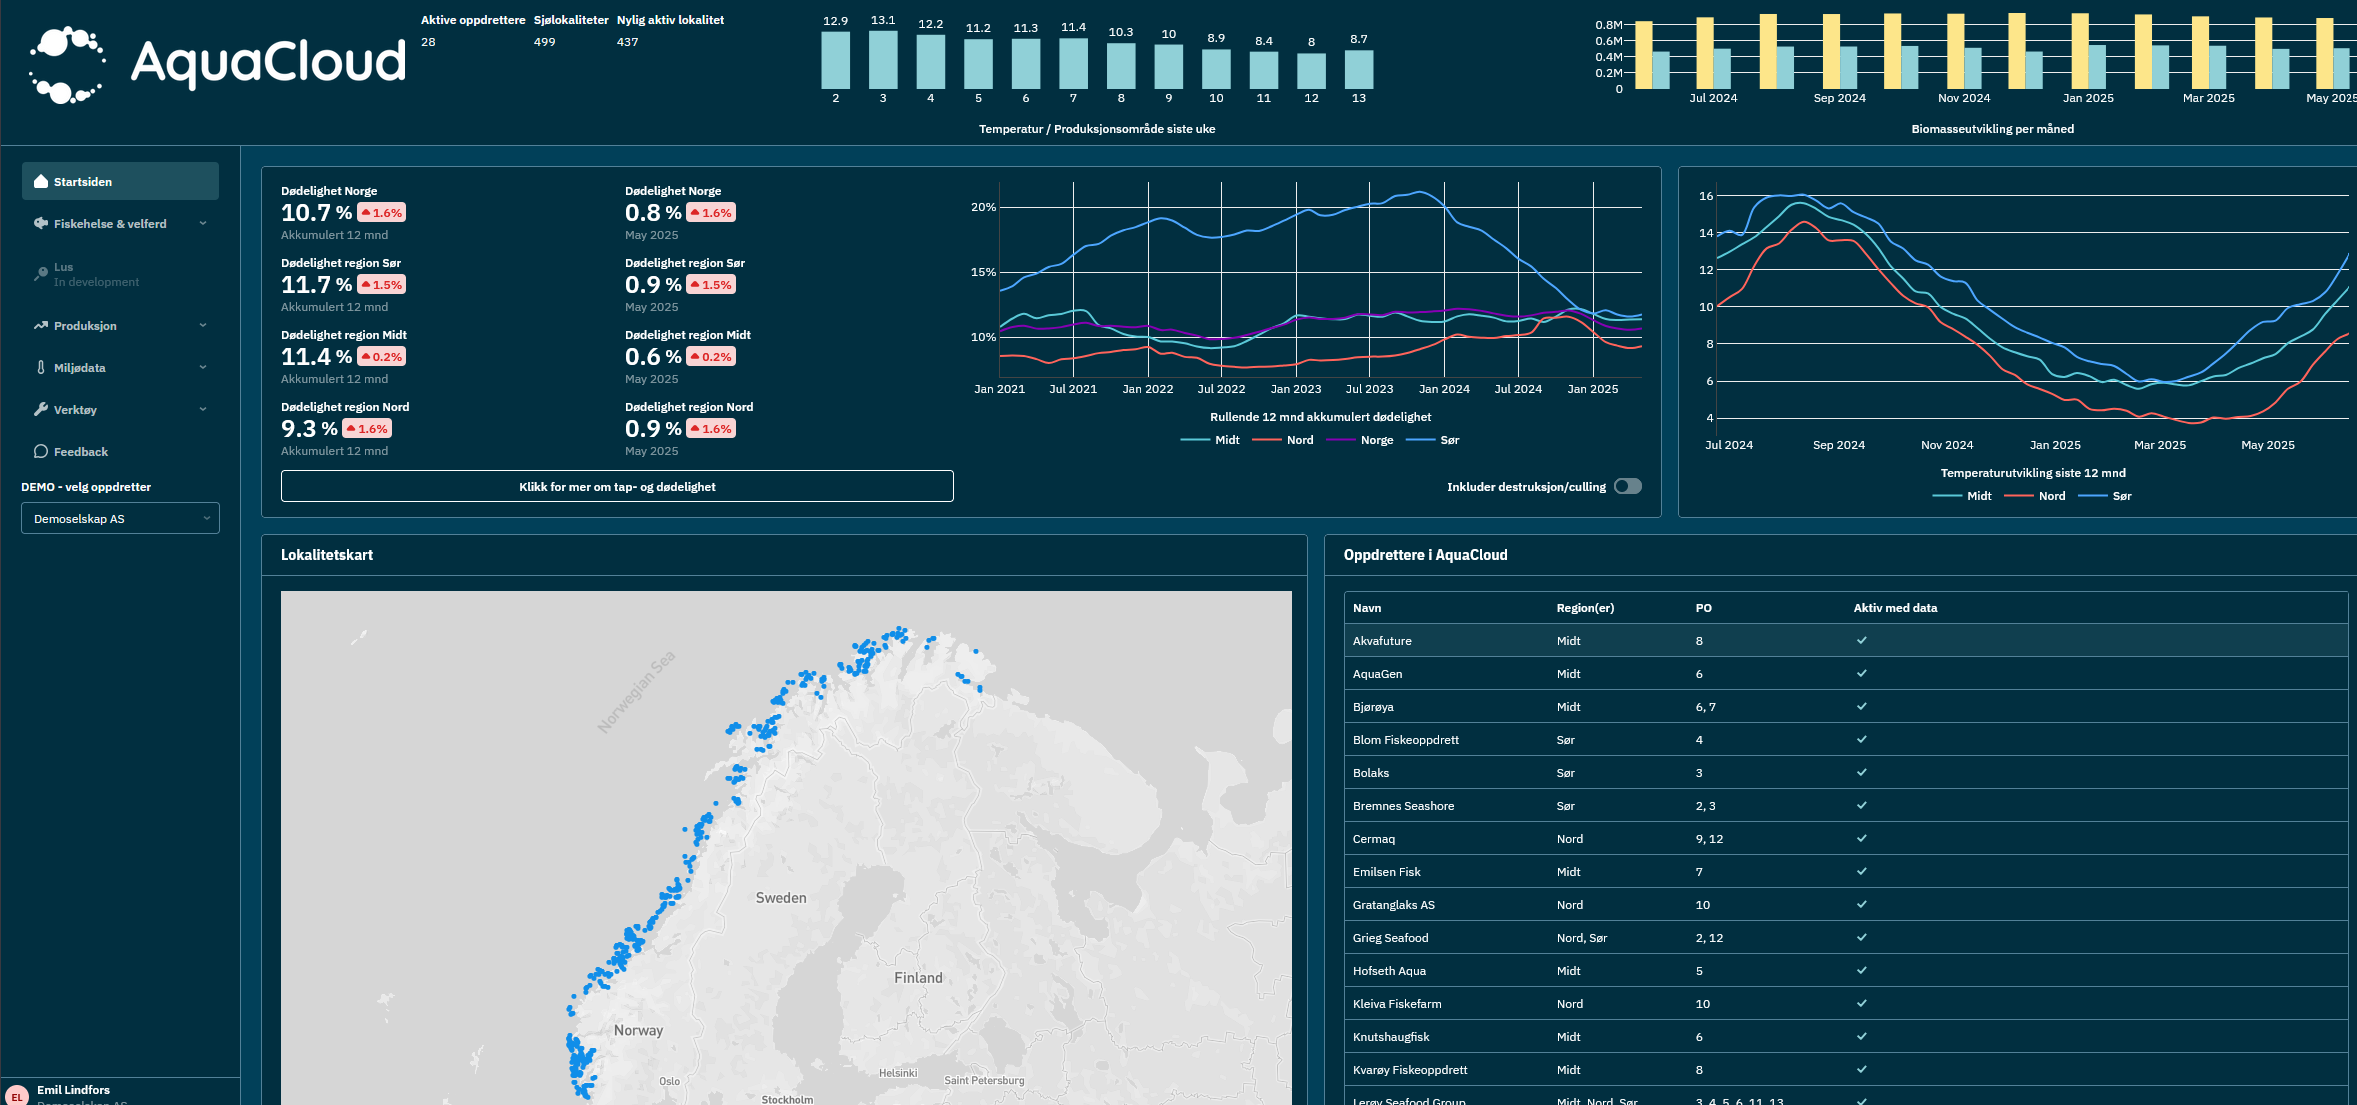 AquaCloud
Aktive oppdrettere Sjølokaliteter Nylig aktiv lokalitet
28 499 437
12.9 13.1 12.2 11.2 11.3 11.4 10.3 10 8.9 8.4 8 8.7
2 3 4 5 6 7 8 9 10 11 12 13
Temperatur / Produksjonsområde siste uke
0.8M
0.6M
0.4M
0.2M
0
Jul 2024 Sep 2024 Nov 2024 Jan 2025 Mar 2025 May 2025
Biomasseutvikling per måned
Startsiden
Fiskehelse & velferd
Lus
In development
Produksjon
Miljødata
Verktøy
Feedback
DEMO - velg oppdretter
Demoselskap AS
Dødelighet Norge
10.7 % 1.6%
Akkumulert 12 mnd
Dødelighet region Sør
11.7 % 1.5%
Akkumulert 12 mnd
Dødelighet region Midt
11.4 % 0.2%
Akkumulert 12 mnd
Dødelighet region Nord
9.3 % 1.6%
Akkumulert 12 mnd
Dødelighet Norge
0.8 % 1.6%
May 2025
Dødelighet region Sør
0.9 % 1.5%
May 2025
Dødelighet region Midt
0.6 % 0.2%
May 2025
Dødelighet region Nord
0.9 % 1.6%
May 2025
Klikk for mer om tap- og dødelighet
20%
15%
10%
Jan 2021 Jul 2021 Jan 2022 Jul 2022 Jan 2023 Jul 2023 Jan 2024 Jul 2024 Jan 2025
Rullende 12 mnd akkumulert dødelighet
Midt Nord Norge Sør
Inkluder destruksjon/culling
16
14
12
10
8
6
4
Jul 2024 Sep 2024 Nov 2024 Jan 2025 Mar 2025 May 2025
Temperaturutvikling siste 12 mnd
Midt Nord Sør
Lokalitetskart
Norwegian Sea
Sweden
Finland
Norway
Helsinki
Oslo
Saint Petersburg
Stockholm
Oppdrettere i AquaCloud
Navn Region(er) PO Aktiv med data
Akvafuture Midt 8
AquaGen Midt 6
Bjørøya Midt 6, 7
Blom Fiskeoppdrett Sør 4
Bolaks Sør 3
Bremnes Seashore Sør 2, 3
Cermaq Nord 9, 12
Emilsen Fisk Midt 7
Gratanglaks AS Nord 10
Grieg Seafood Nord, Sør 2, 12
Hofseth Aqua Midt 5
Kleiva Fiskefarm Nord 10
Knutshaugfisk Midt 6
Kvarøy Fiskeoppdrett Midt 8
Lerøy Seafood Group Midt, Nord, Sør 3, 4, 5, 6, 11, 13
EL Emil Lindfors
Demoselskap AS